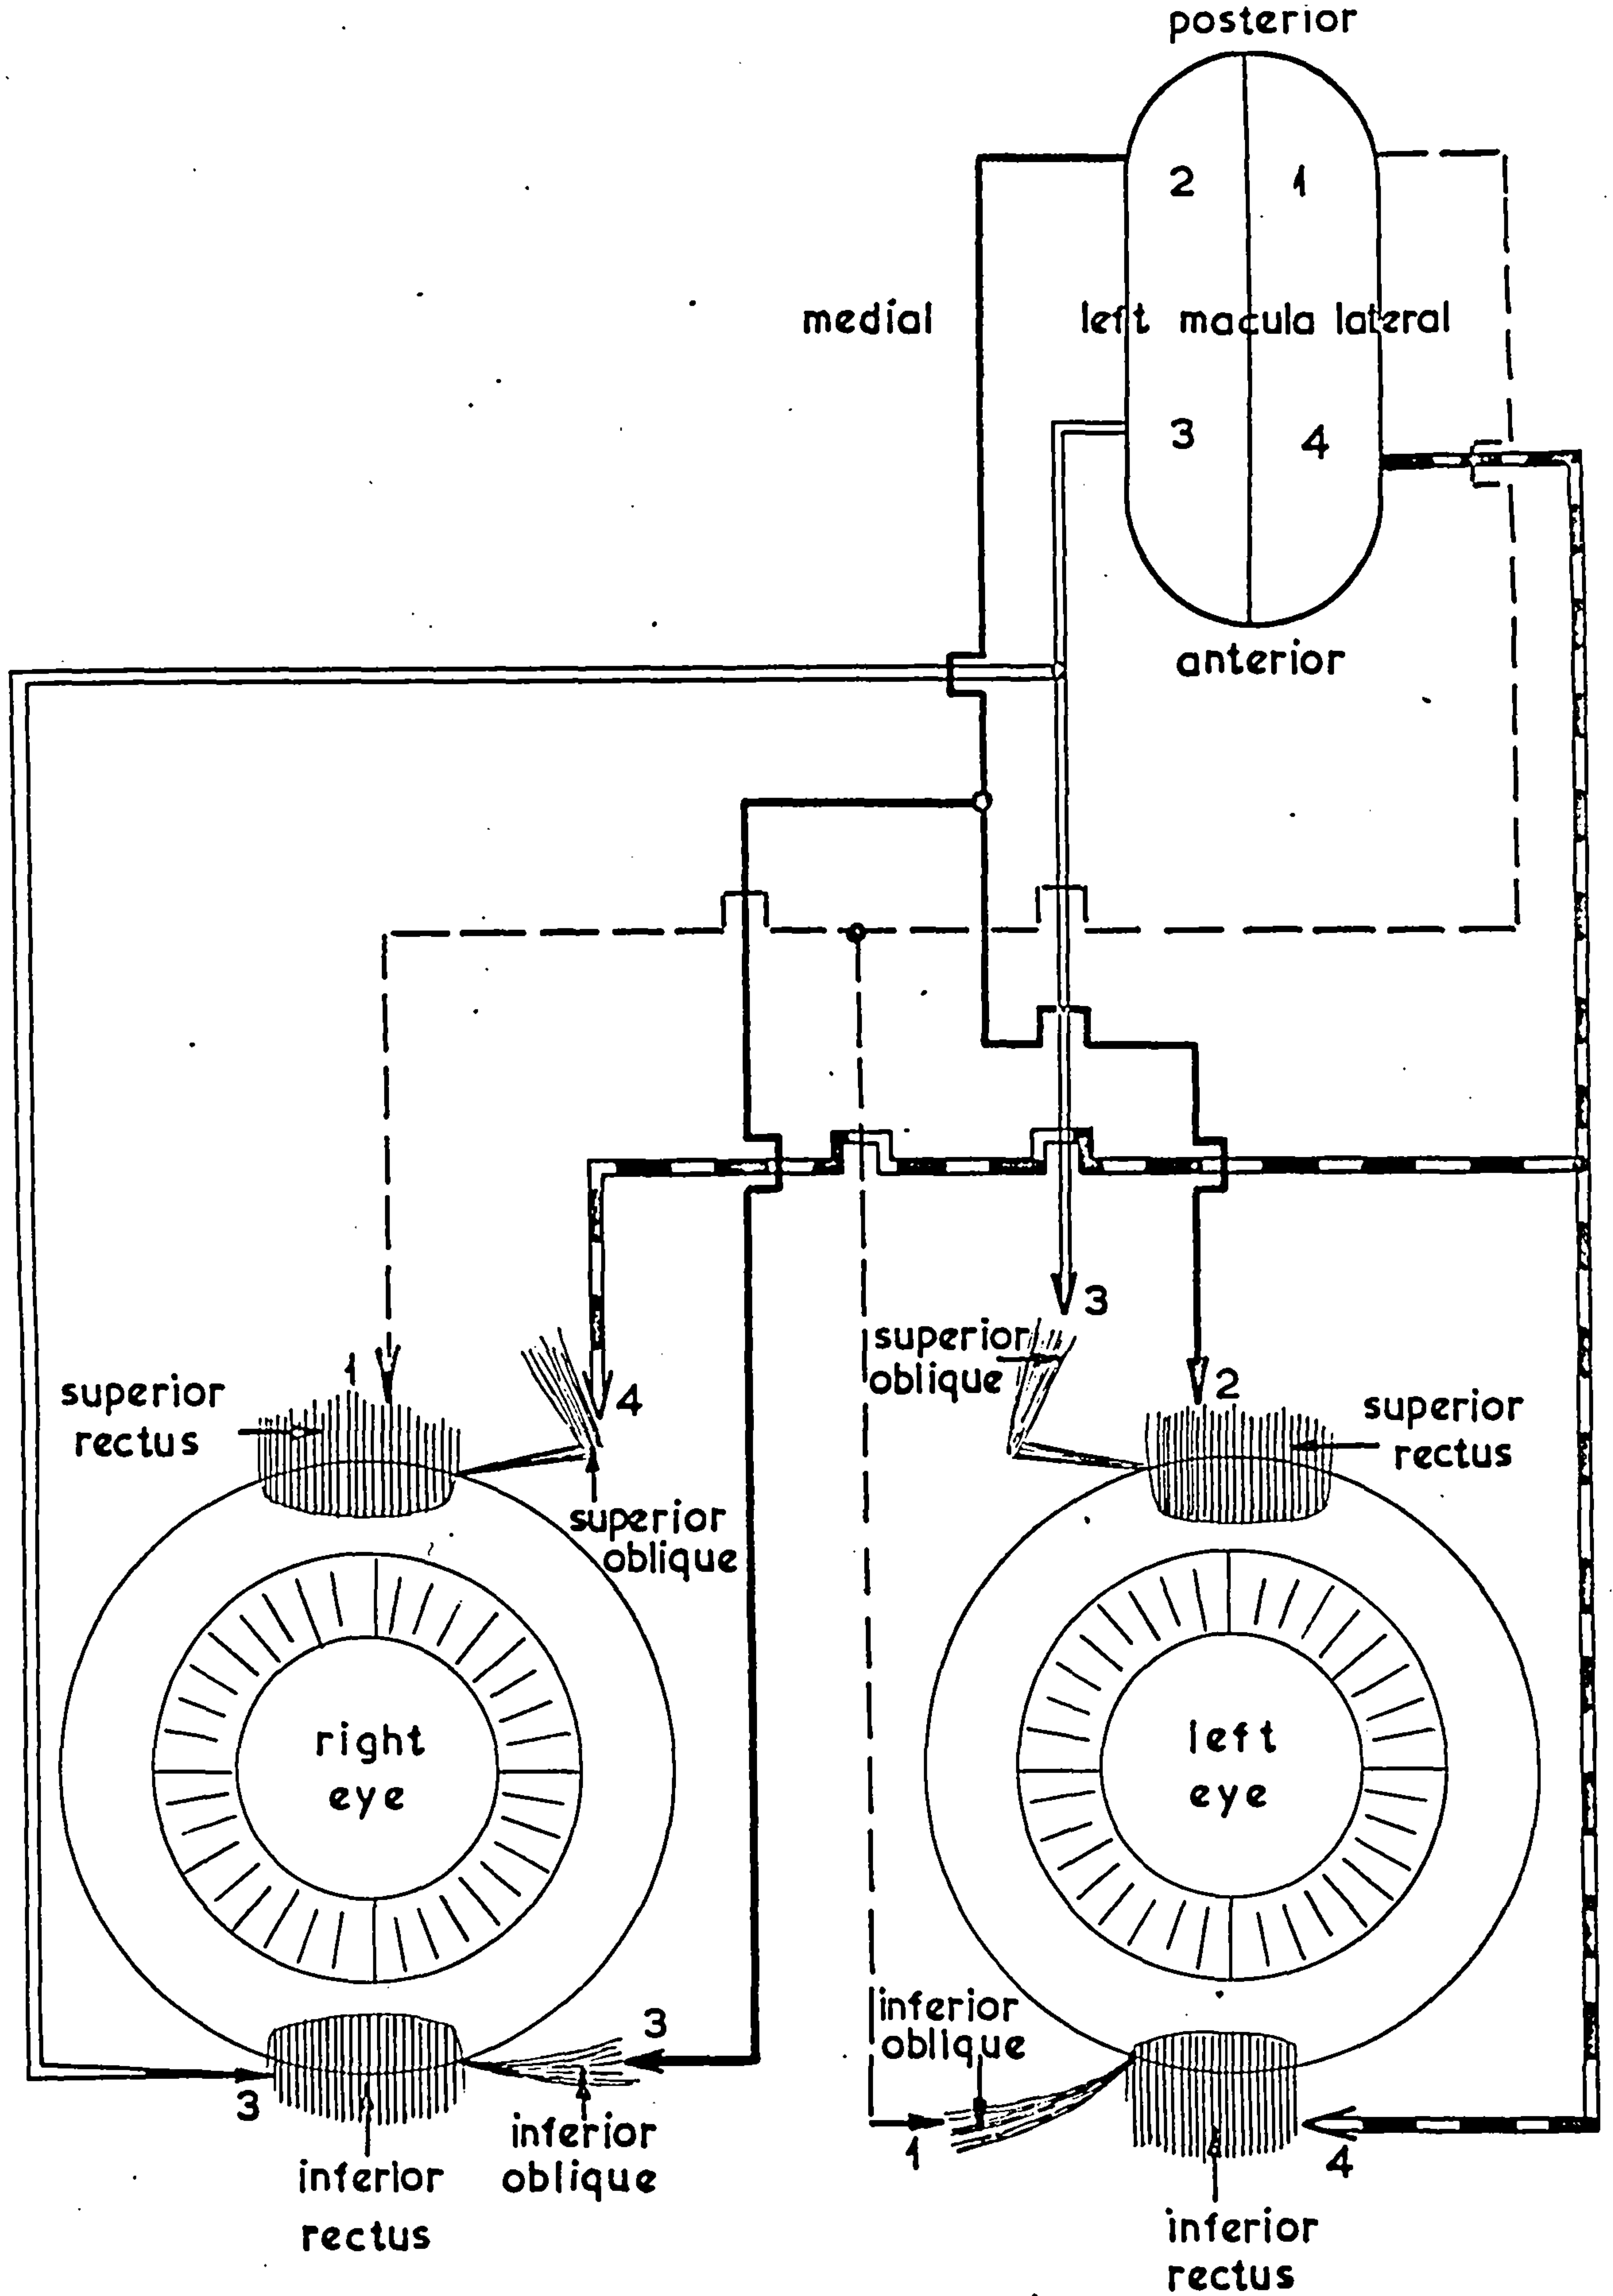 posterior
2 1
medial left macula lateral
3 4
anterior
3
superior
oblique
1
superior
rectus
4
2
superior
rectus
superior
oblique
right
eye
left
eye
3
inferior
oblique
3
inferior
oblique
1
4
inferior
rectus
inferior
rectus